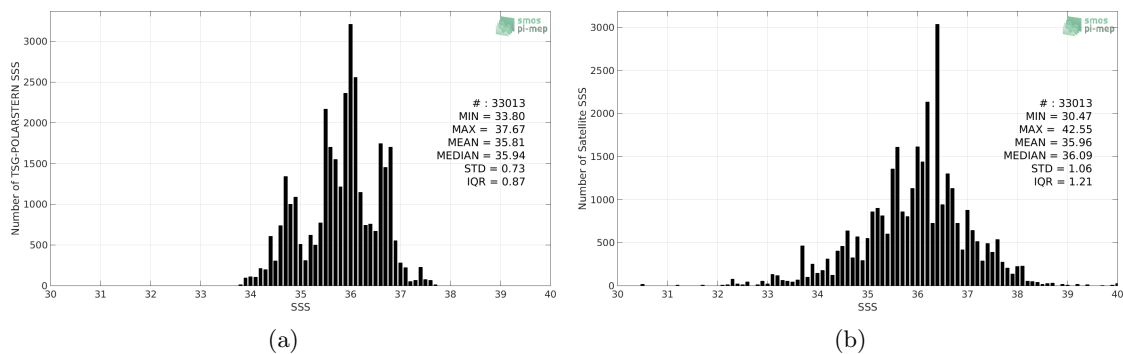 smos
pi-mep
3000
2500
2000
1500
1000
500
0
Number of TSG-POLARSTERN SSS
# : 33013
MIN = 33.80
MAX = 37.67
MEAN = 35.81
MEDIAN = 35.94
STD = 0.73
IQR = 0.87
30 31 32 33 34 35 36 37 38 39 40
SSS
(a)
smos
pi-mep
3000
2500
2000
1500
1000
500
0
Number of Satellite SSS
# : 33013
MIN = 30.47
MAX = 42.55
MEAN = 35.96
MEDIAN = 36.09
STD = 1.06
IQR = 1.21
30 31 32 33 34 35 36 37 38 39 40
SSS
(b)